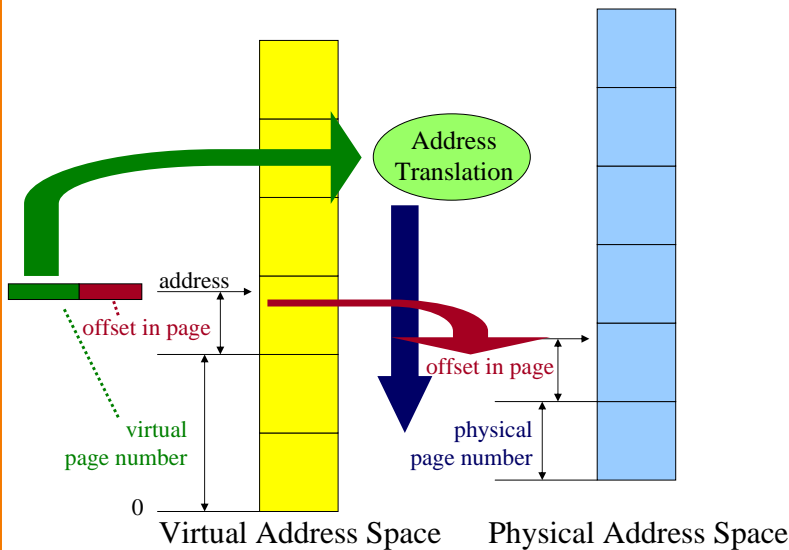 Address
Translation
address
offset in page
offset in page
virtual
page number
physical
page number
0
Virtual Address Space
Physical Address Space